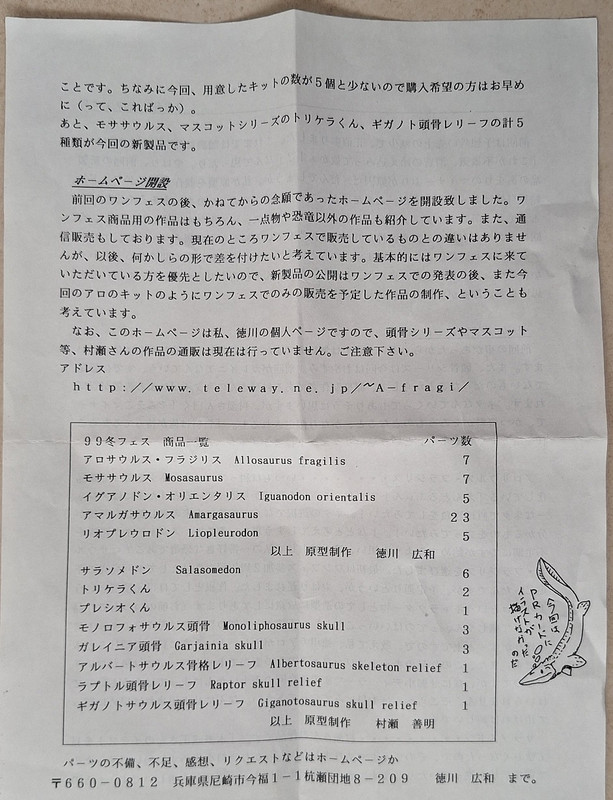 ことです。ちなみに今回、用意したキットの数が5個と少ないので購入希望の方はお早め
に（って、こればっか）。
あと、モササウルス、マスコットシリーズのトリケラくん、ギガノト頭骨レリーフの計5
種類が今回の新製品です。
ホームページ開設
前回のワンフェスの後、かねてからの念願であったホームページを開設致しました。ワ
ンフェス商品用の作品はもちろん、一点物や恐竜以外の作品も紹介しています。また、通
信販売もしております。現在のところワンフェスで販売しているものとの違いはありませ
んが、以後、何かしらの形で差を付けたいと考えています。基本的にはワンフェスに来て
いただいている方を優先としたいので、新製品の公開はワンフェスでの発表の後、また今
回のアロのキットのようにワンフェスでのみの販売を予定した作品の制作、ということも
考えています。
なお、このホームページは私、徳川の個人ページですので、頭骨シリーズやマスコット
等、村瀬さんの作品の通販は現在は行っていません。ご注意下さい。
アドレス
http://www.teleway.ne.jp/~A-fragi/
99冬フェス 商品一覧 パーツ数
アロサウルス・フラジリス Allosaurus fragilis 7
モササウルス Mosasaurus 7
イグアノドン・オリエンタリス Iguanodon orientalis 5
アマルガサウルス Amargasaurus 23
リオプレウロドン Liopleurodon 5
以上 原型制作 徳川 広和
サラソメドン Salasomedon 6
トリケラくん 2
プレシオくん 1
モノロフォサウルス頭骨 Monoliphosaurus skull 3
ガレイニア頭骨 Garjainia skull 3
アルバートサウルス骨格レリーフ Albertosaurus skeleton relief 1
ラプトル頭骨レリーフ Raptor skull relief 1
ギガノトサウルス頭骨レリーフ Giganotosaurus skull relief 1
以上 原型制作 村瀬 善明
今回は
PRカードに
イラストが
描けなんだ
のだ
パーツの不備、不足、感想、リクエストなどはホームページか
〒660-0812 兵庫県尼崎市今福1-1杭瀬団地8-209 徳川 広和 まで。